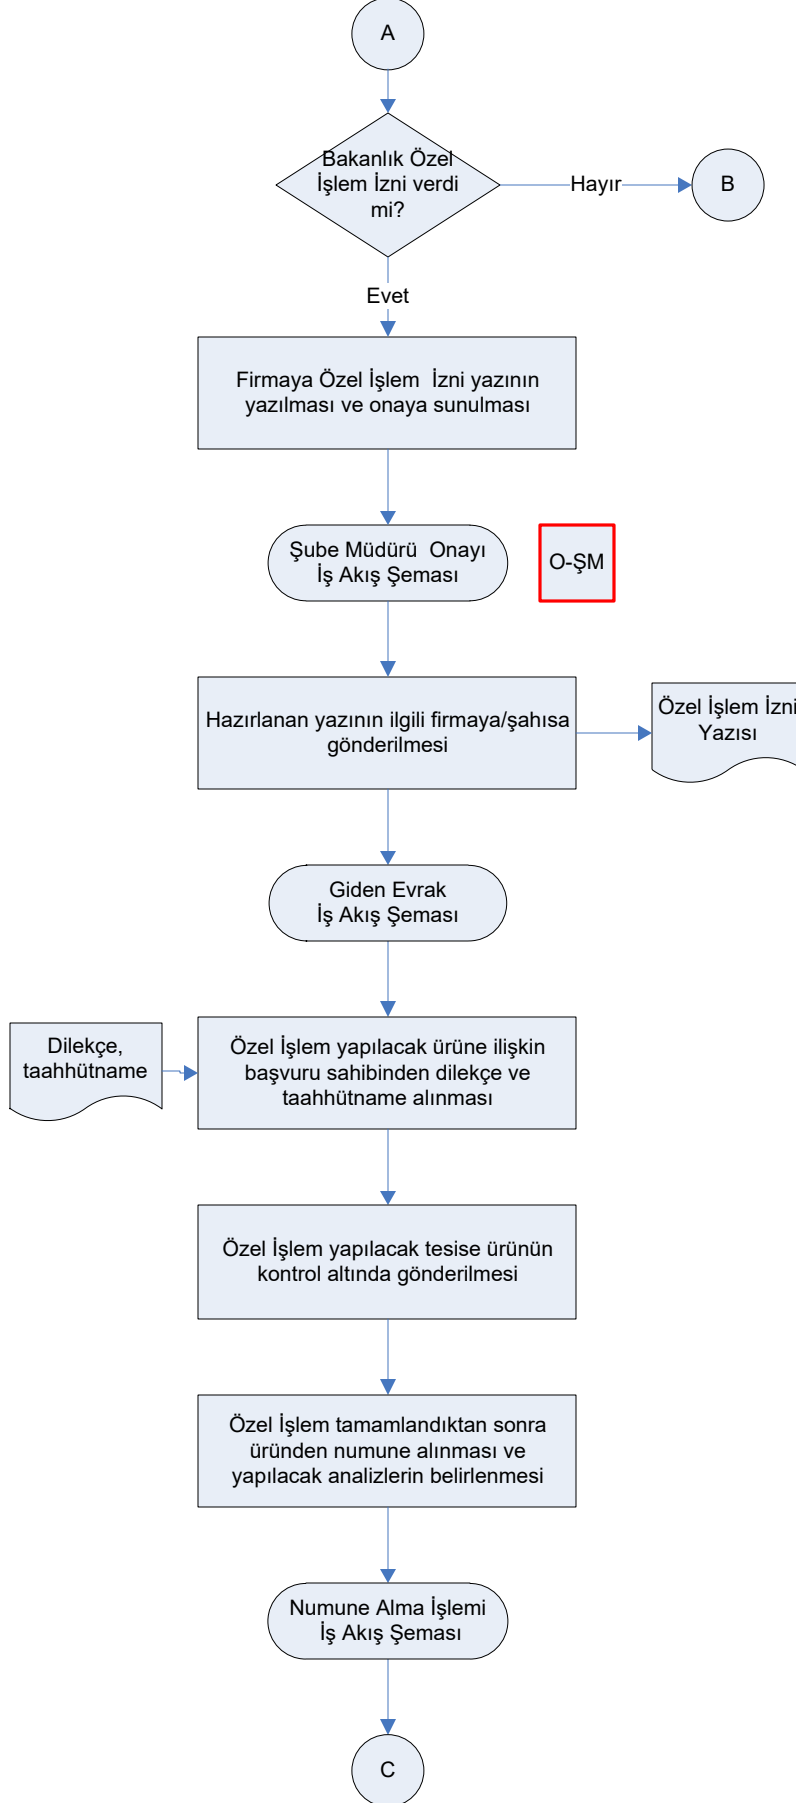 A
Bakanlık Özel
İşlem İzni verdi
mi?
Hayır
B
Evet
Firmaya Özel İşlem  İzni yazının
yazılması ve onaya sunulması
Şube Müdürü  Onayı
İş Akış Şeması
O-ŞM
Hazırlanan yazının ilgili firmaya/şahısa
gönderilmesi
Özel İşlem İzni
Yazısı
Giden Evrak
İş Akış Şeması
Dilekçe,
taahhütname
Özel İşlem yapılacak ürüne ilişkin
başvuru sahibinden dilekçe ve
taahhütname alınması
Özel İşlem yapılacak tesise ürünün
kontrol altında gönderilmesi
Özel İşlem tamamlandıktan sonra
üründen numune alınması ve
yapılacak analizlerin belirlenmesi
Numune Alma İşlemi
İş Akış Şeması
C